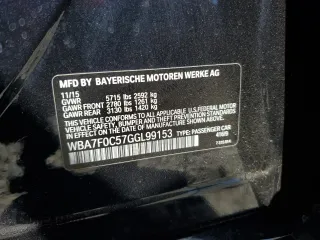 MFD BY BAYERISCHE MOTOREN WERKE AG
11/15
GVWR 5715 lbs 2592 kg
GAWR FRONT 2780 lbs 1261 kg
GAWR REAR 3130 lbs 1420 kg
THIS VEHICLE CONFORMS TO ALL APPLICABLE
FEDERAL MOTOR VEHICLE SAFETY, BUMPER, AND
THEFT PREVENTION STANDARDS IN EFFECT ON
THE DATE OF MANUFACTURE SHOWN ABOVE.
WBA7F0C57GGL99153 TYPE: PASSENGER CAR